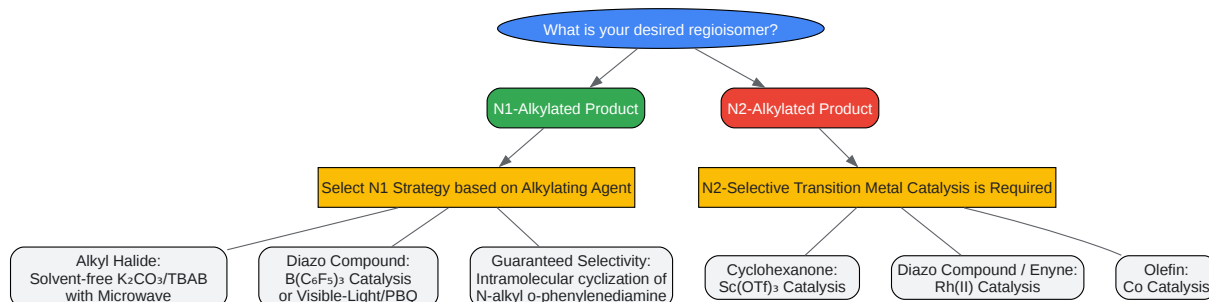 What is your desired regioisomer?
N1-Alkylated Product
N2-Alkylated Product
Select N1 Strategy based on Alkylating Agent
N2-Selective Transition Metal Catalysis is Required
Alkyl Halide:
Solvent-free K₂CO₃/TBAB
with Microwave
Diazo Compound:
B(C₆F₅)₃ Catalysis
or Visible-Light/PBQ
Guaranteed Selectivity:
Intramolecular cyclization of
N-alkyl o-phenylenediamine
Cyclohexanone:
Sc(OTf)₃ Catalysis
Diazo Compound / Enyne:
Rh(II) Catalysis
Olefin:
Co Catalysis